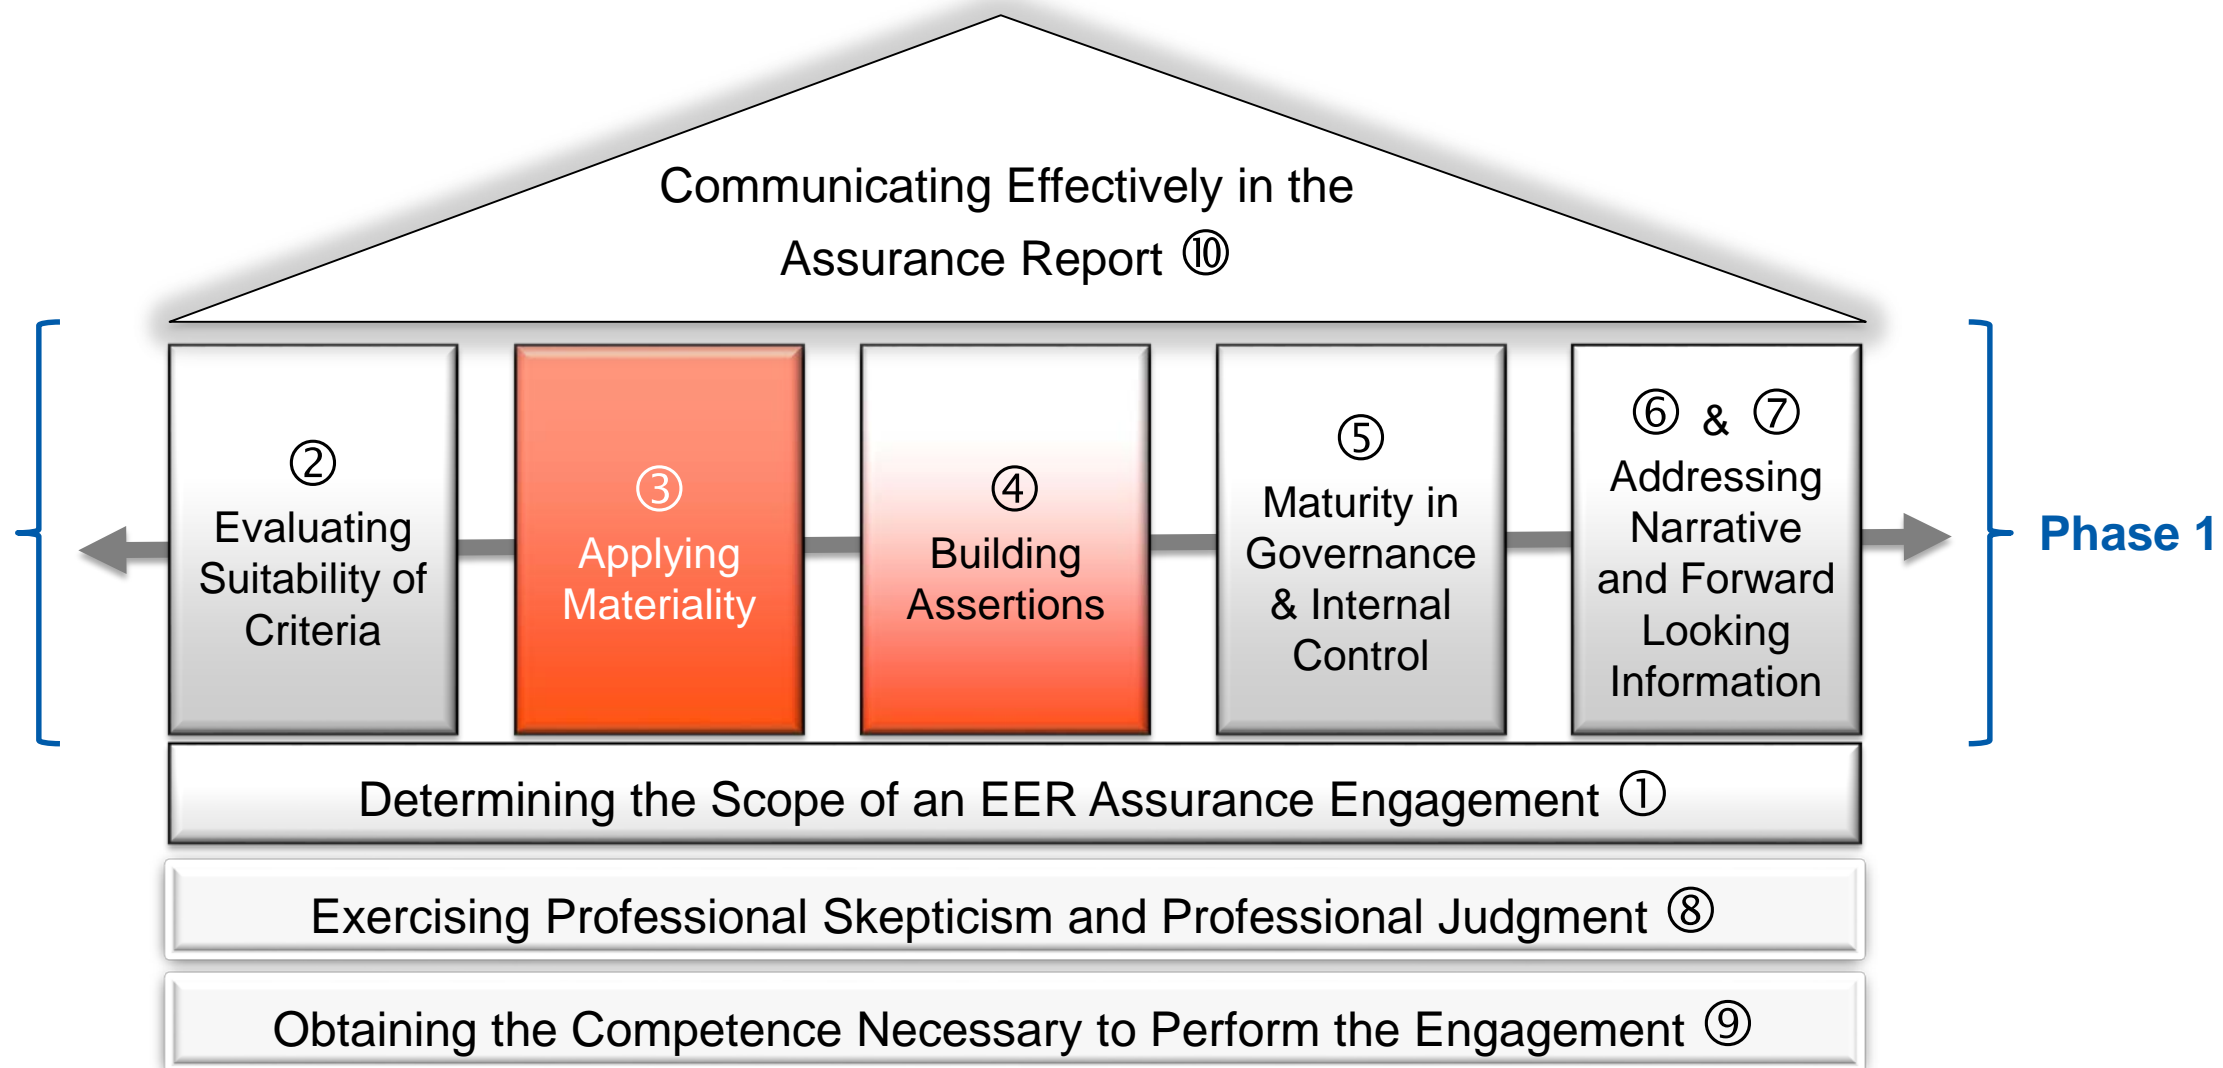 Communicating Effectively in the
Assurance Report ⑩
②
Evaluating
Suitability of
Criteria
③
Applying
Materiality
④
Building
Assertions
⑤
Maturity in
Governance
& Internal
Control
⑥ & ⑦
Addressing
Narrative
and Forward
Looking
Information
Phase 1
Determining the Scope of an EER Assurance Engagement ①
Exercising Professional Skepticism and Professional Judgment ⑧
Obtaining the Competence Necessary to Perform the Engagement ⑨